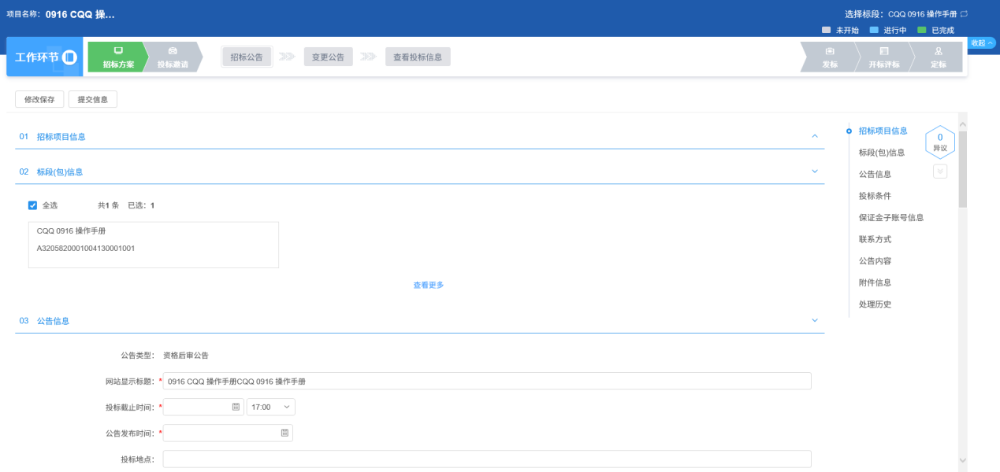 项目名称: 0916 CQQ 操...
选择标段: CQQ 0916 操作手册
未开始 进行中 已完成
收起
工作环节
招标方案
投标邀请
招标公告
变更公告
查看投标信息
发标
开标评标
定标
修改保存
提交信息
01 招标项目信息
02 标段(包)信息
全选 共1 条 已选: 1
CQQ 0916 操作手册
A3205820001004130001001
查看更多
03 公告信息
公告类型: 资格后审公告
网站显示标题: * 0916 CQQ 操作手册CQQ 0916 操作手册
投标截止时间: * 17:00
公告发布时间: *
投标地点:
招标项目信息
标段(包)信息
公告信息
投标条件
保证金子账号信息
联系方式
公告内容
附件信息
处理历史
0
异议